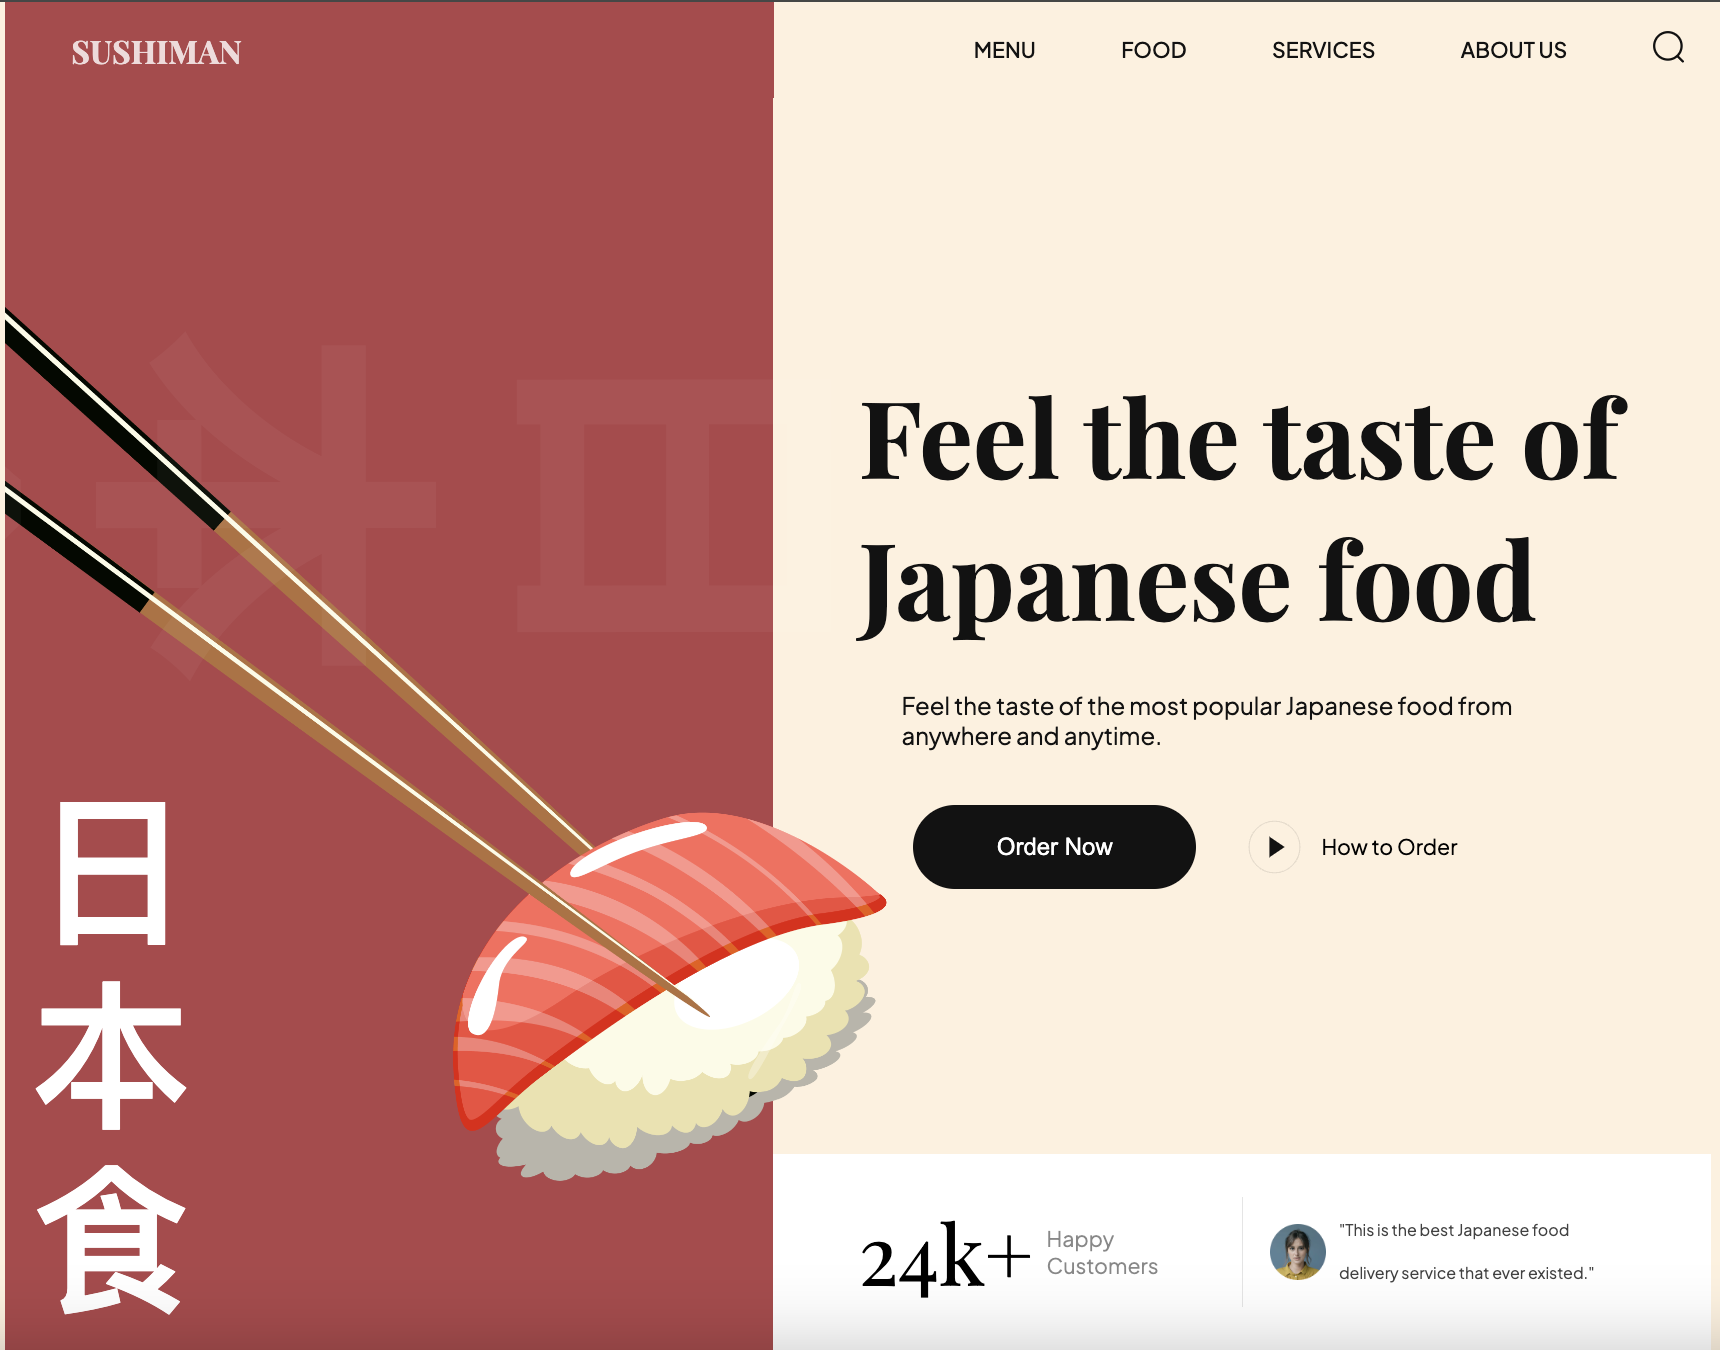 SUSHIMAN
MENU
FOOD
SERVICES
ABOUT US
Feel the taste of
Japanese food
Feel the taste of the most popular Japanese food from
anywhere and anytime.
Order Now
How to Order
日
本
食
24k+
Happy
Customers
"This is the best Japanese food
delivery service that ever existed."